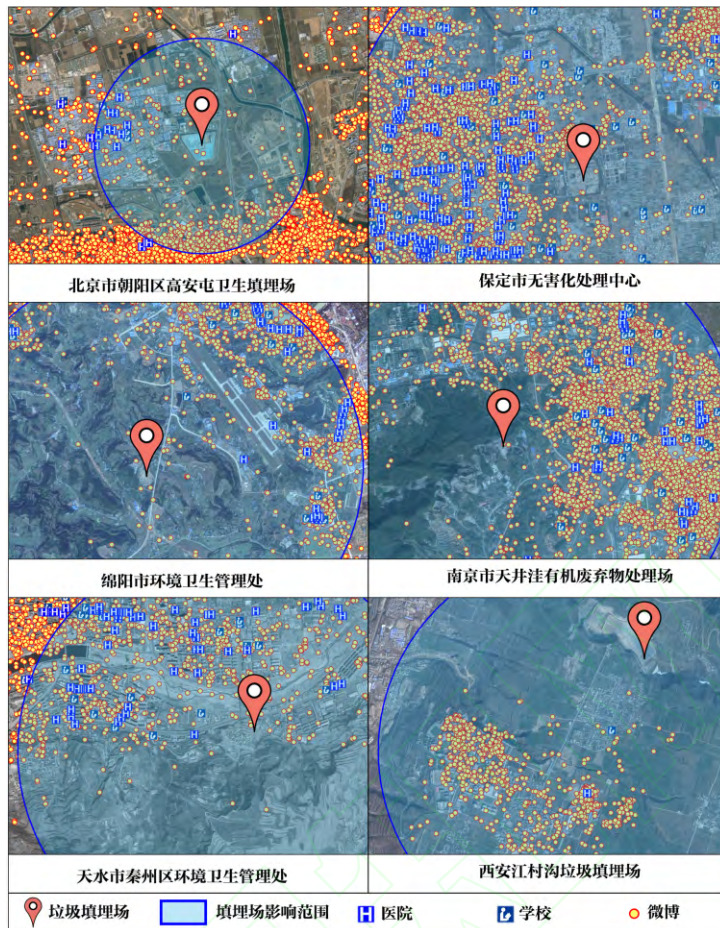 北京市朝阳区高安屯卫生填埋场
保定市无害化处理中心
绵阳市环境卫生管理处
南京市天井洼有机废弃物处理场
天水市秦州区环境卫生管理处
西安江村沟垃圾填埋场
垃圾填埋场
填埋场影响范围
H 医院
学校
微博